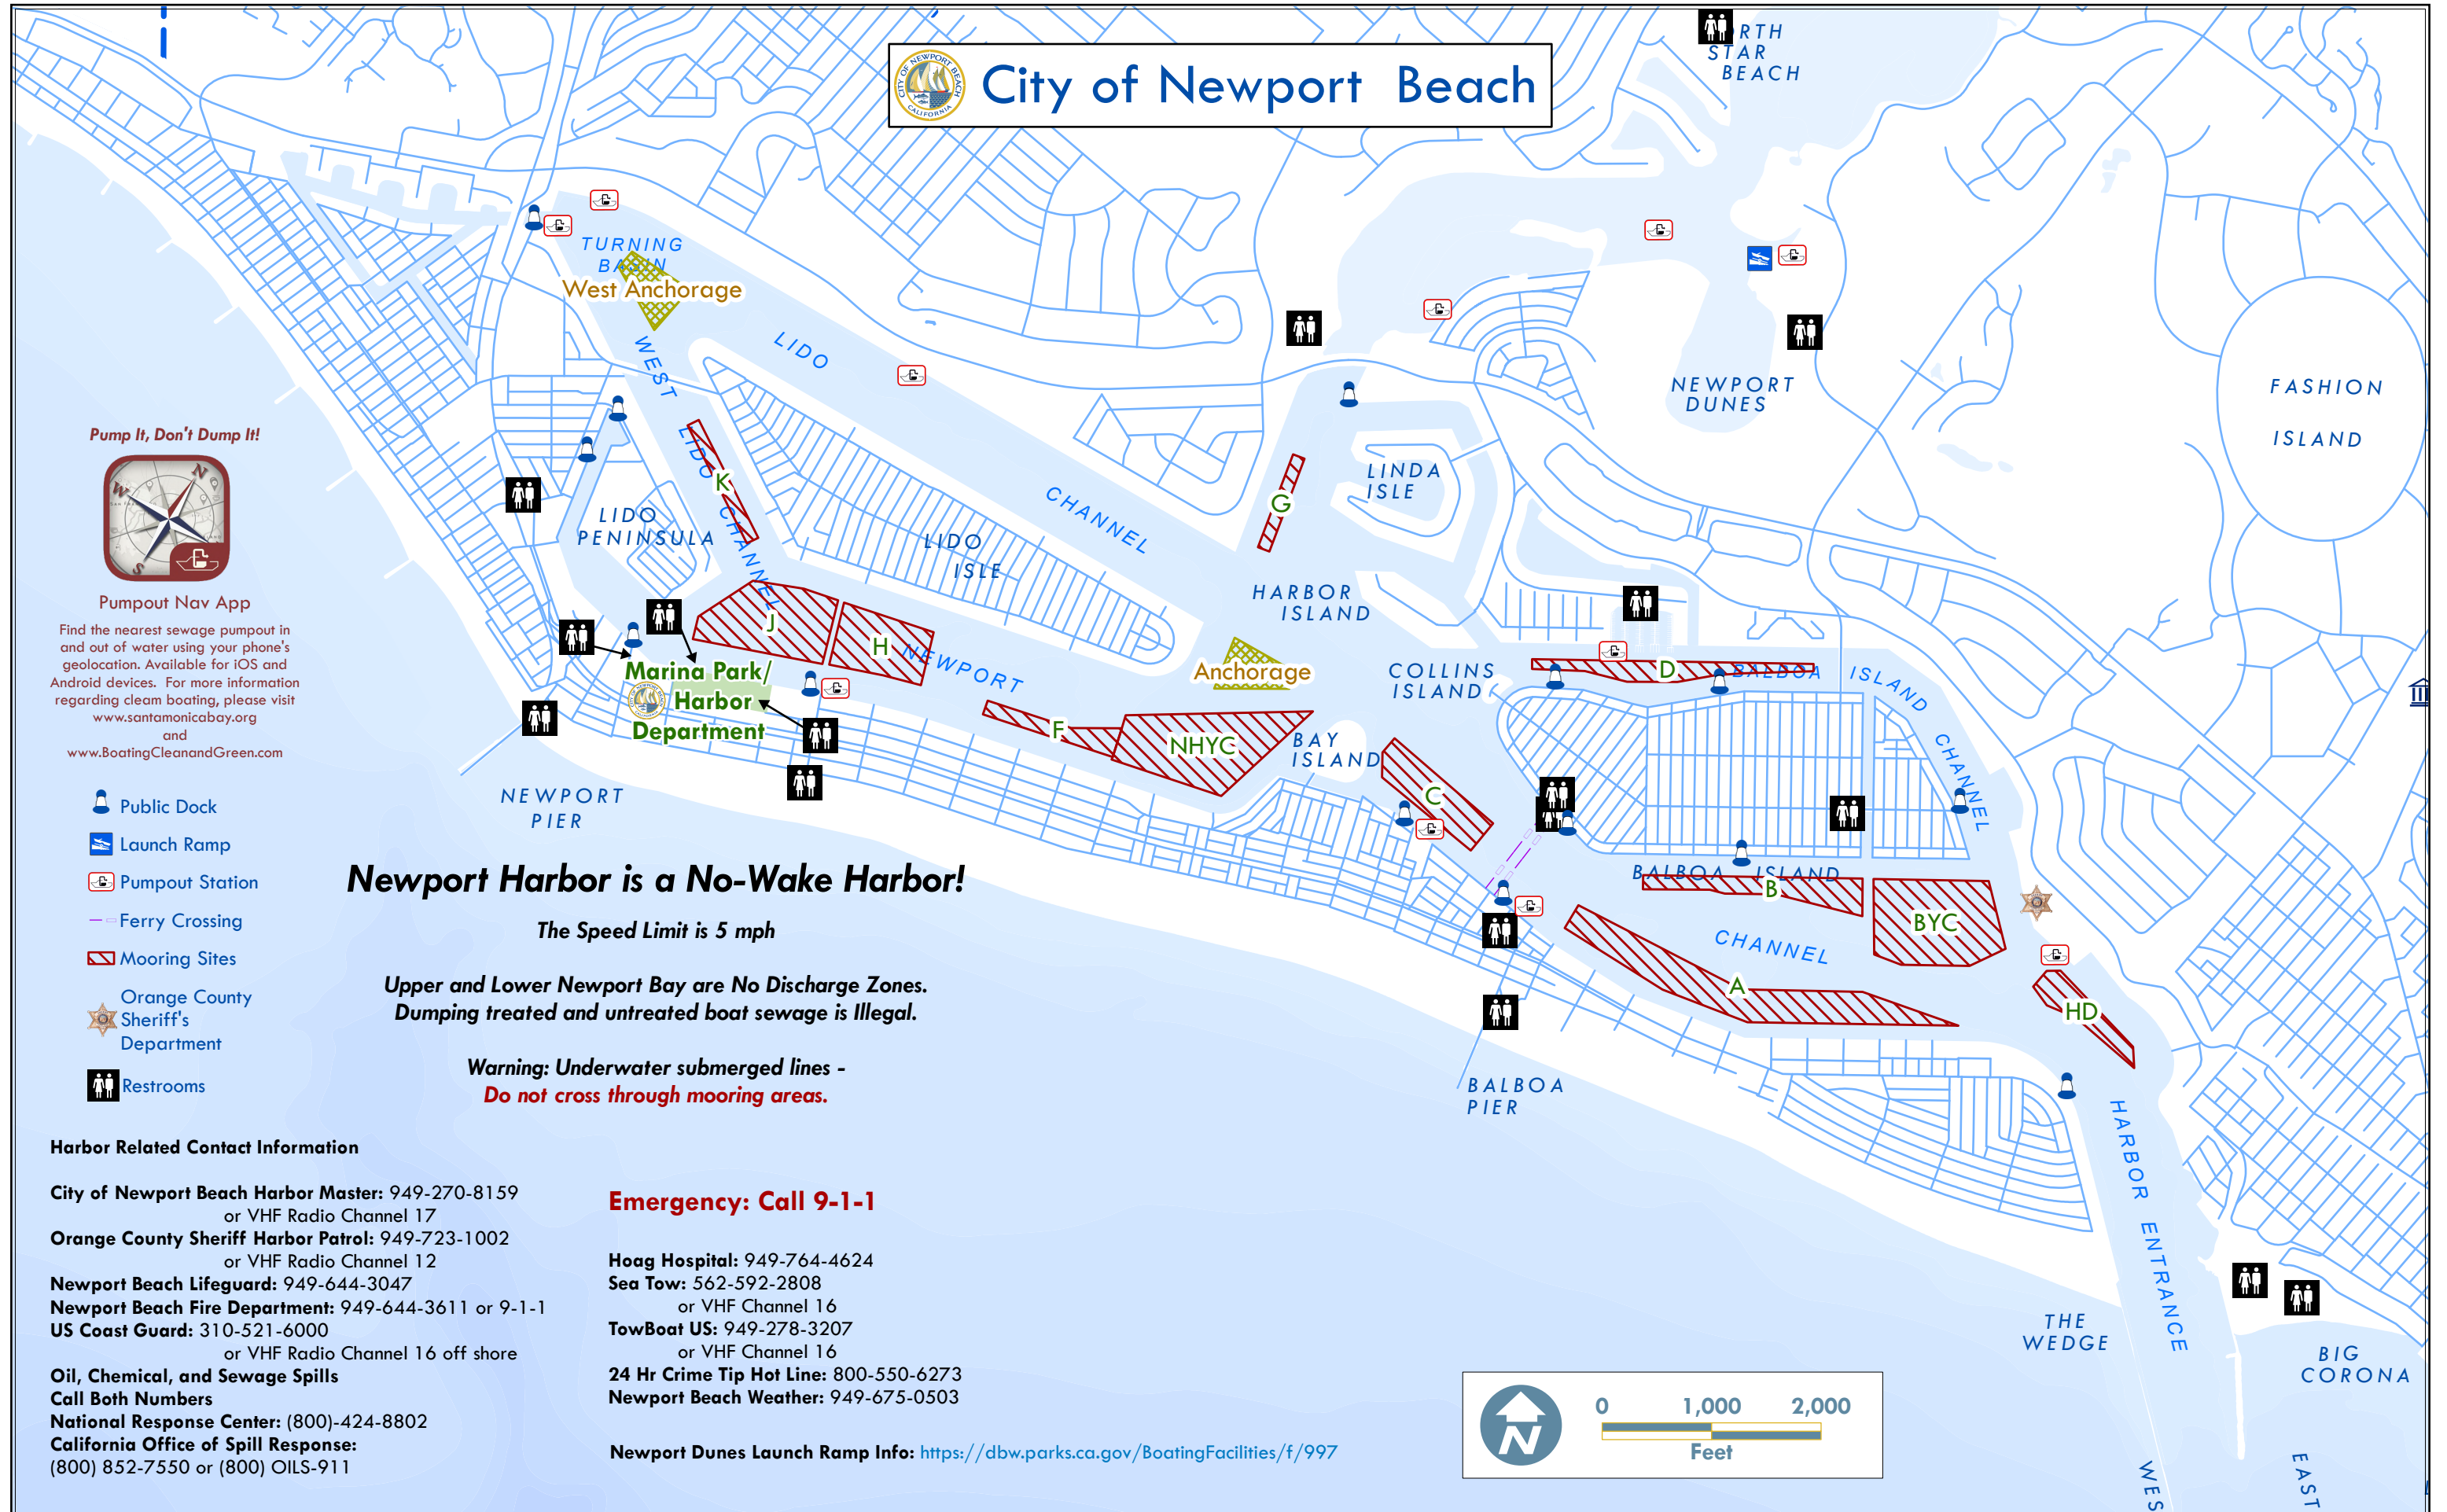 City of Newport Beach
CITY OF NEWPORT BEACH
CALIFORNIA
RTH
STAR
BEACH
TURNING
BASIN
West Anchorage
LIDO
CHANNEL
WEST
LIDO
CHANNEL
K
G
LINDA
ISLE
NEWPORT
DUNES
FASHION
ISLAND
LIDO
PENINSULA
LIDO
ISLE
HARBOR
ISLAND
J
H
NEWPORT
Anchorage
COLLINS
ISLAND
D
BALBOA ISLAND
CHANNEL
Marina Park/
Harbor
Department
F
NHYC
BAY
ISLAND
C
NEWPORT
PIER
BALBOA ISLAND
B
BYC
CHANNEL
A
HD
BALBOA
PIER
HARBOR ENTRANCE
THE
WEDGE
BIG
CORONA
WES
EAST
Pump It, Don't Dump It!
N
W
S
Pumpout Nav App
Find the nearest sewage pumpout in
and out of water using your phone's
geolocation. Available for iOS and
Android devices. For more information
regarding cleam boating, please visit
www.santamonicabay.org
and
www.BoatingCleanandGreen.com
Public Dock
Launch Ramp
Pumpout Station
Ferry Crossing
Mooring Sites
Orange County
Sheriff's
Department
Restrooms
Newport Harbor is a No-Wake Harbor!
The Speed Limit is 5 mph
Upper and Lower Newport Bay are No Discharge Zones.
Dumping treated and untreated boat sewage is Illegal.
Warning: Underwater submerged lines -
Do not cross through mooring areas.
Harbor Related Contact Information
City of Newport Beach Harbor Master: 949-270-8159
or VHF Radio Channel 17
Orange County Sheriff Harbor Patrol: 949-723-1002
or VHF Radio Channel 12
Newport Beach Lifeguard: 949-644-3047
Newport Beach Fire Department: 949-644-3611 or 9-1-1
US Coast Guard: 310-521-6000
or VHF Radio Channel 16 off shore
Oil, Chemical, and Sewage Spills
Call Both Numbers
National Response Center: (800)-424-8802
California Office of Spill Response:
(800) 852-7550 or (800) OILS-911
Emergency: Call 9-1-1
Hoag Hospital: 949-764-4624
Sea Tow: 562-592-2808
or VHF Channel 16
TowBoat US: 949-278-3207
or VHF Channel 16
24 Hr Crime Tip Hot Line: 800-550-6273
Newport Beach Weather: 949-675-0503
Newport Dunes Launch Ramp Info: https://dbw.parks.ca.gov/BoatingFacilities/f/997
N
0 1,000 2,000
Feet